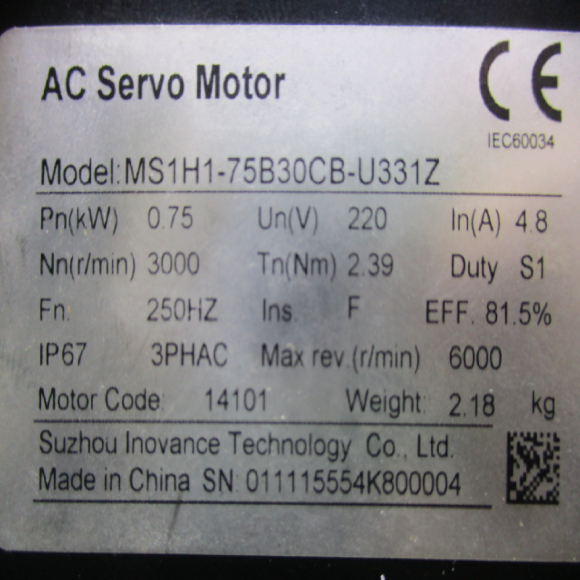 AC Servo Motor
CE
IEC60034
Model:MS1H1-75B30CB-U331Z
Pn(kW) 0.75 Un(V) 220 In(A) 4.8
Nn(r/min) 3000 Tn(Nm) 2.39 Duty S1
Fn. 250HZ Ins. F EFF. 81.5%
IP67 3PHAC Max rev.(r/min) 6000
Motor Code: 14101 Weight: 2.18 kg
Suzhou Inovance Technology Co., Ltd.
Made in China SN: 011115554K800004